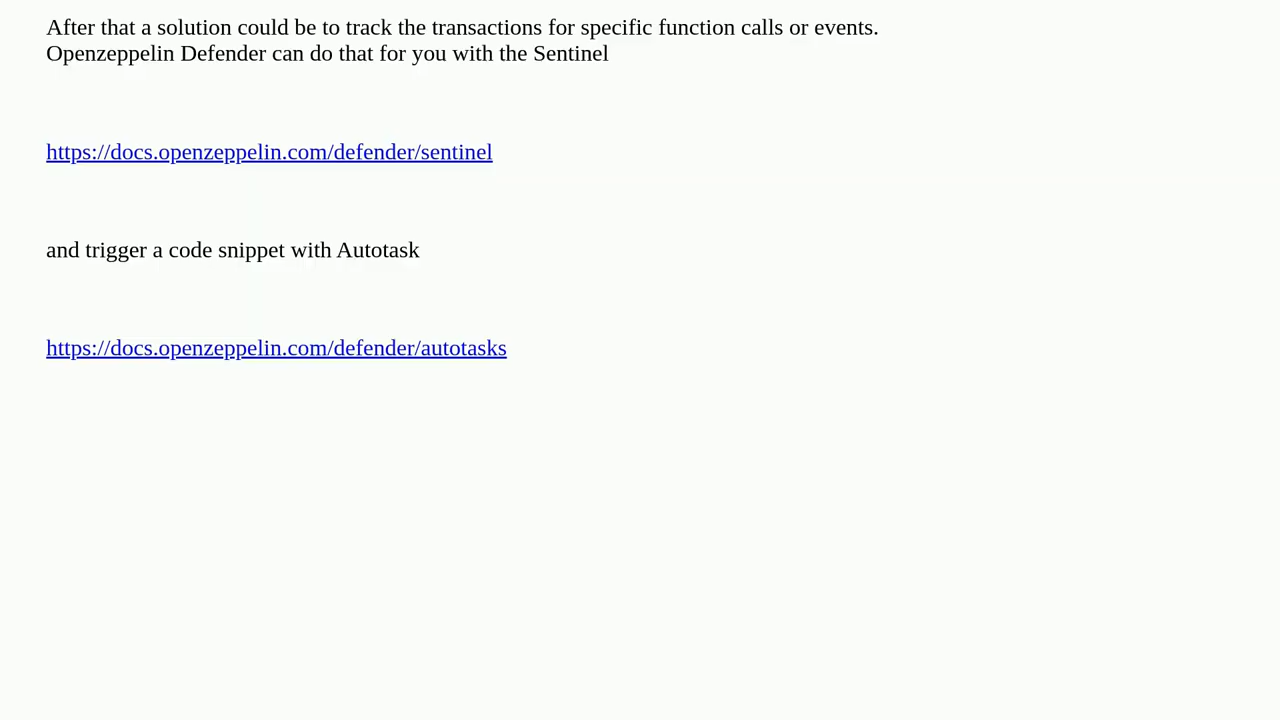 After that a solution could be to track the transactions for specific function calls or events.
Openzeppelin Defender can do that for you with the Sentinel
https://docs.openzeppelin.com/defender/sentinel
and trigger a code snippet with Autotask
https://docs.openzeppelin.com/defender/autotasks